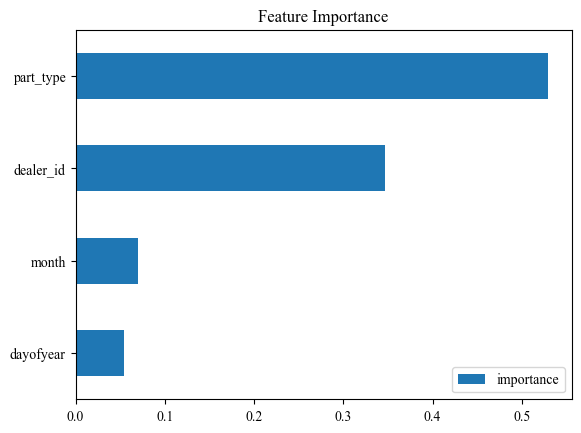 Feature Importance
part_type
dealer_id
month
dayofyear
importance
0.0 0.1 0.2 0.3 0.4 0.5